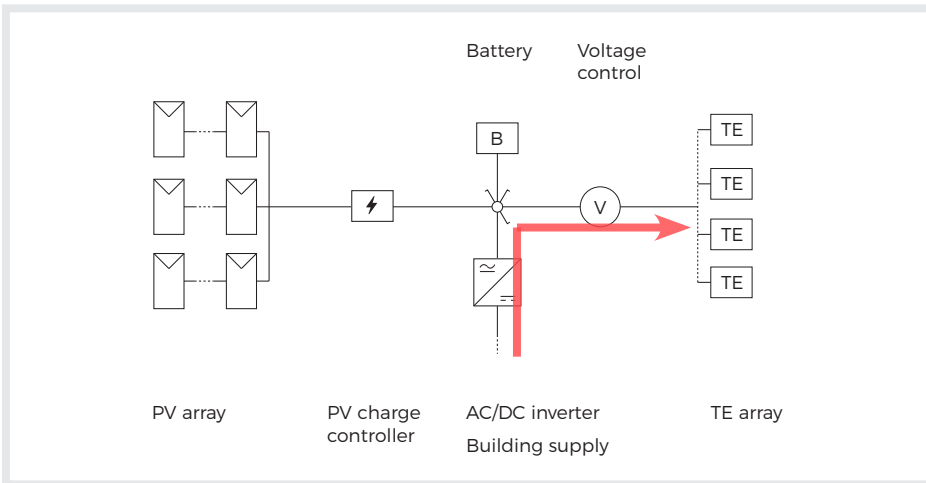 Battery
Voltage
control
B
TE
TE
V
TE
TE
PV array
PV charge
controller
AC/DC inverter
Building supply
TE array